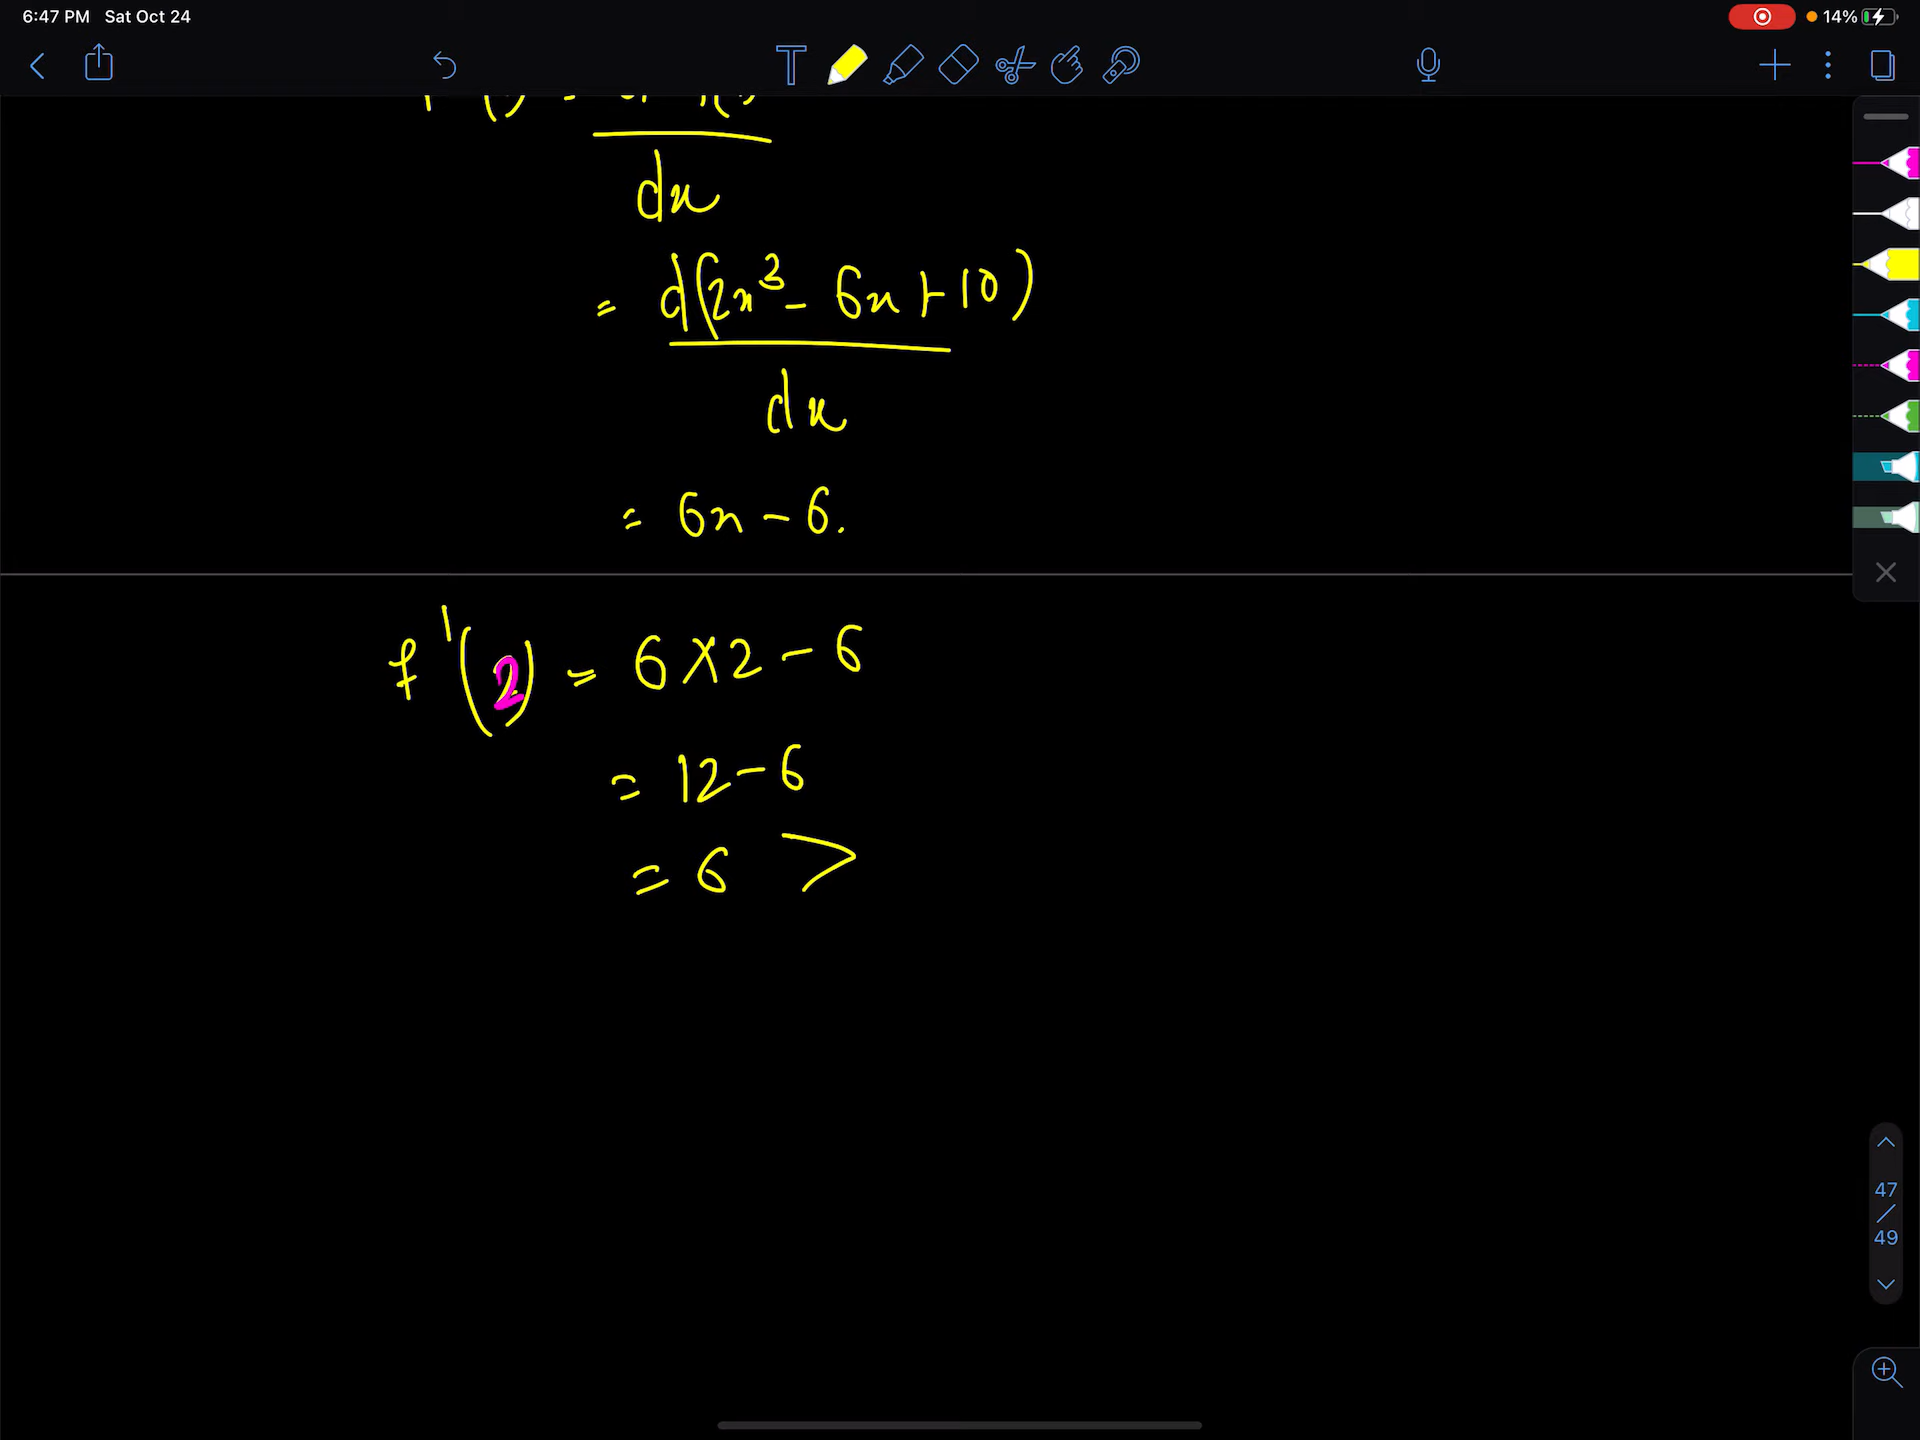 6:47 PM Sat Oct 24
14%
T
dx
= d(2x³ - 6x + 10)
dx
= 6x - 6.
f'(2) = 6 × 2 - 6
= 12 - 6
= 6 >
47
/
49